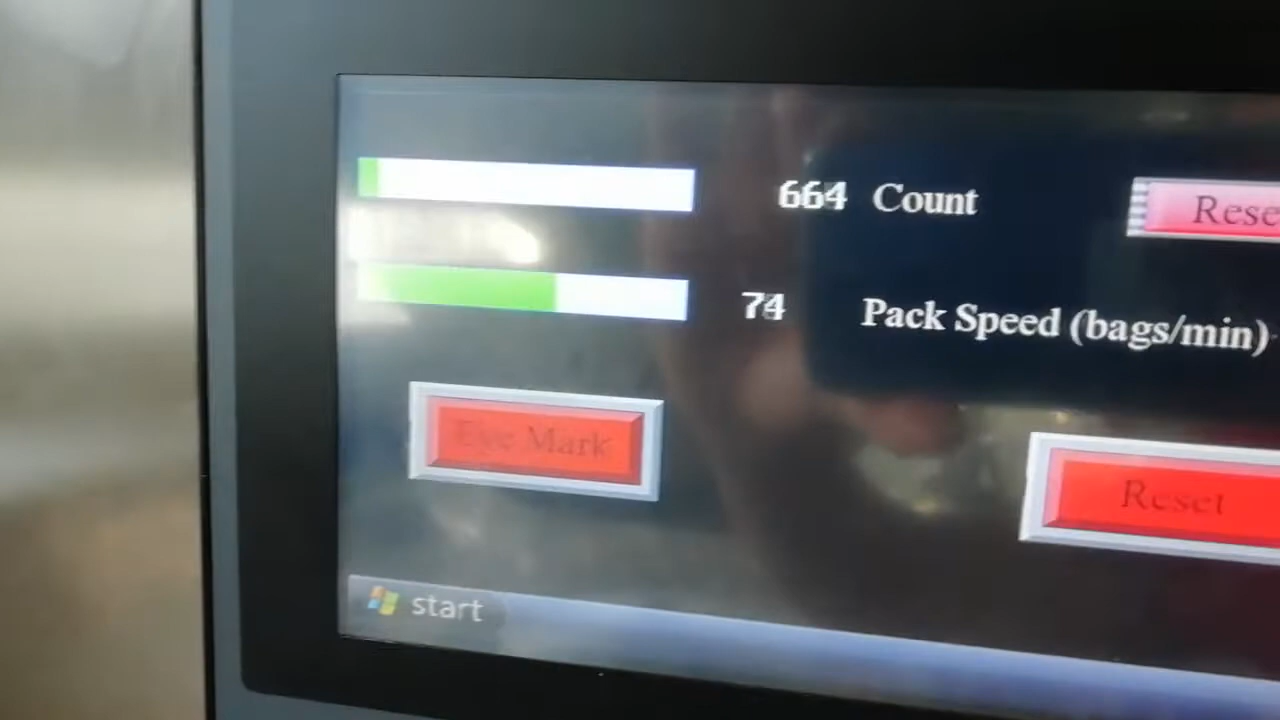 664 Count
Rese
74 Pack Speed (bags/min)
Eye Mark
Reset
start